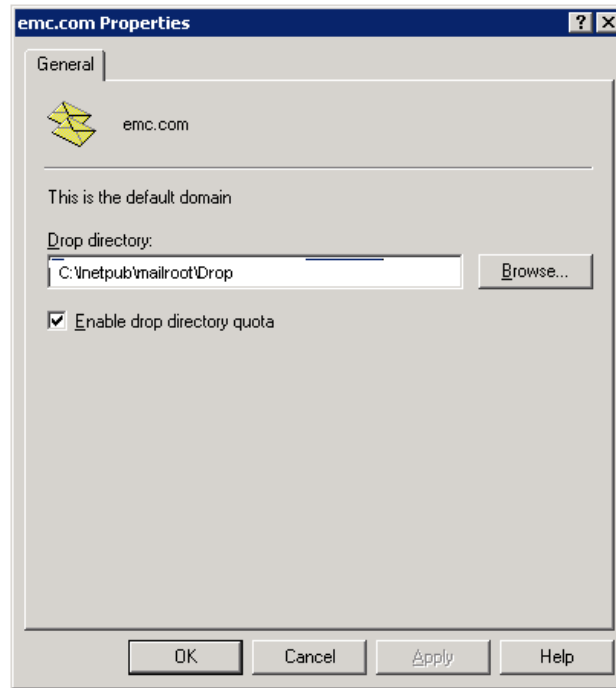 emc.com Properties
General
emc.com
This is the default domain
Drop directory:
C:\Inetpub\mailroot\Drop
Browse...
Enable drop directory quota
OK
Cancel
Apply
Help